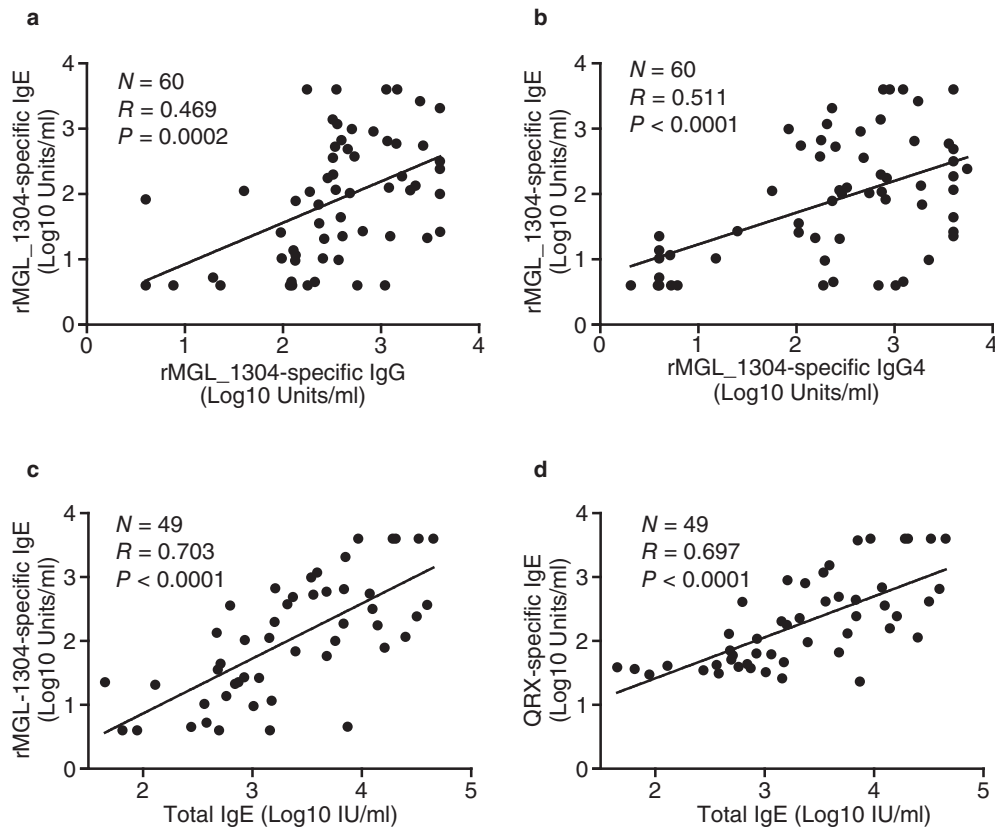 a
N = 60
R = 0.469
P = 0.0002
rMGL_1304-specific IgE
(Log10 Units/ml)
4
3
2
1
0
0 1 2 3 4
rMGL_1304-specific IgG
(Log10 Units/ml)
b
N = 60
R = 0.511
P < 0.0001
rMGL_1304-specific IgE
(Log10 Units/ml)
4
3
2
1
0
0 1 2 3 4
rMGL_1304-specific IgG4
(Log10 Units/ml)
c
N = 49
R = 0.703
P < 0.0001
rMGL-1304-specific IgE
(Log10 Units/ml)
4
3
2
1
0
2 3 4 5
Total IgE (Log10 IU/ml)
d
N = 49
R = 0.697
P < 0.0001
QRX-specific IgE
(Log10 Units/ml)
4
3
2
1
0
2 3 4 5
Total IgE (Log10 IU/ml)